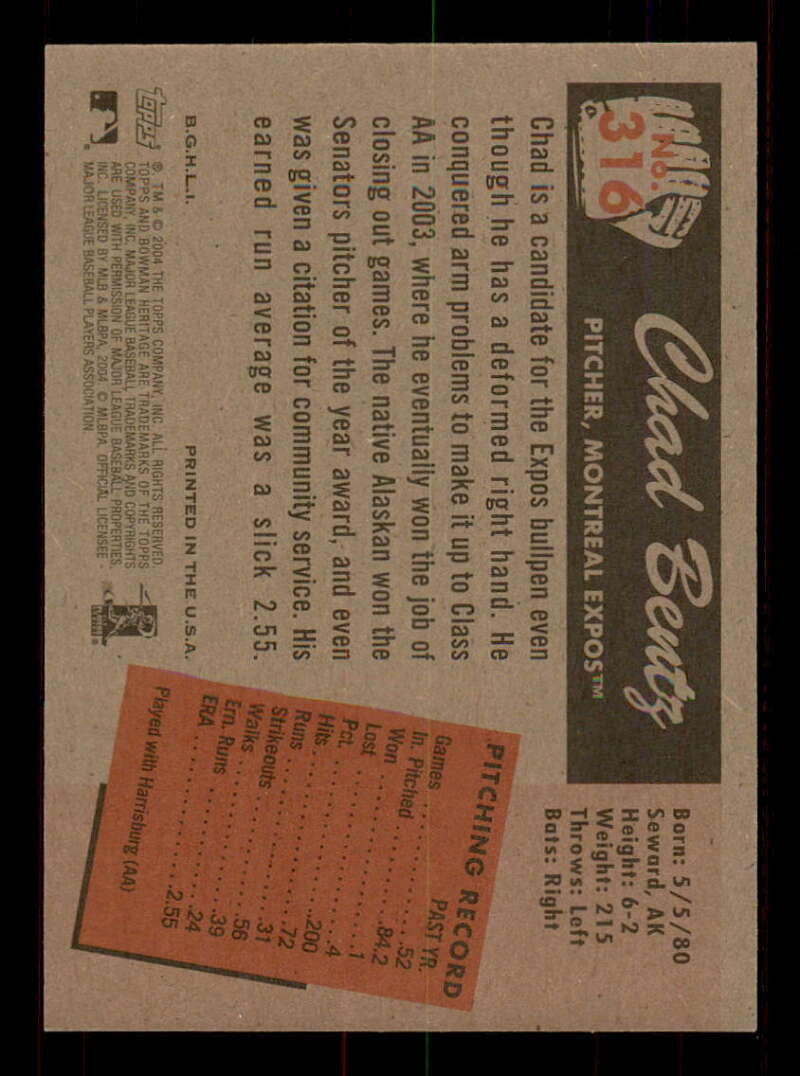 No.
316
Chad Bentz
PITCHER, MONTREAL EXPOS™
Born: 5/5/80
Seward, AK
Height: 6-2
Weight: 215
Throws: Left
Bats: Right
Chad is a candidate for the Expos bullpen even
though he has a deformed right hand. He
conquered arm problems to make it up to Class
AA in 2003, where he eventually won the job of
closing out games. The native Alaskan won the
Senators pitcher of the year award, and even
was given a citation for community service. His
earned run average was a slick 2.55.
PITCHING RECORD
PAST YR.
Games ..........52
In. Pitched ..........84.2
Won ..........1
Lost ..........4
Pct. ..........200
Hits ..........72
Runs ..........31
Strikeouts ..........56
Walks ..........39
Ern. Runs ..........24
ERA ..........2.55
Played with Harrisburg (AA)
B.G.H.L.I. PRINTED IN THE U.S.A.
topps
®, TM & © 2004 THE TOPPS COMPANY, INC. ALL RIGHTS RESERVED.
TOPPS AND BOWMAN HERITAGE ARE TRADEMARKS OF THE TOPPS
COMPANY, INC. MAJOR LEAGUE BASEBALL TRADEMARKS AND COPYRIGHTS
ARE USED WITH PERMISSION OF MAJOR LEAGUE BASEBALL PROPERTIES,
INC. LICENSED BY MLB & MLBPA, 2004. © MLBPA. OFFICIAL LICENSEE -
MAJOR LEAGUE BASEBALL PLAYERS ASSOCIATION.